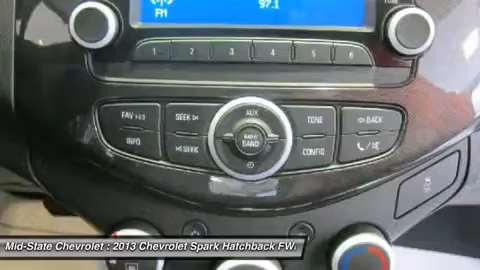 97.1
FM
TUNE
1 2 3 4 5 6
FAV 1-2-3 SEEK AUX TONE BACK
INFO SEEK RADIO BAND CONFIG
Mid-State Chevrolet : 2013 Chevrolet Spark Hatchback FW.